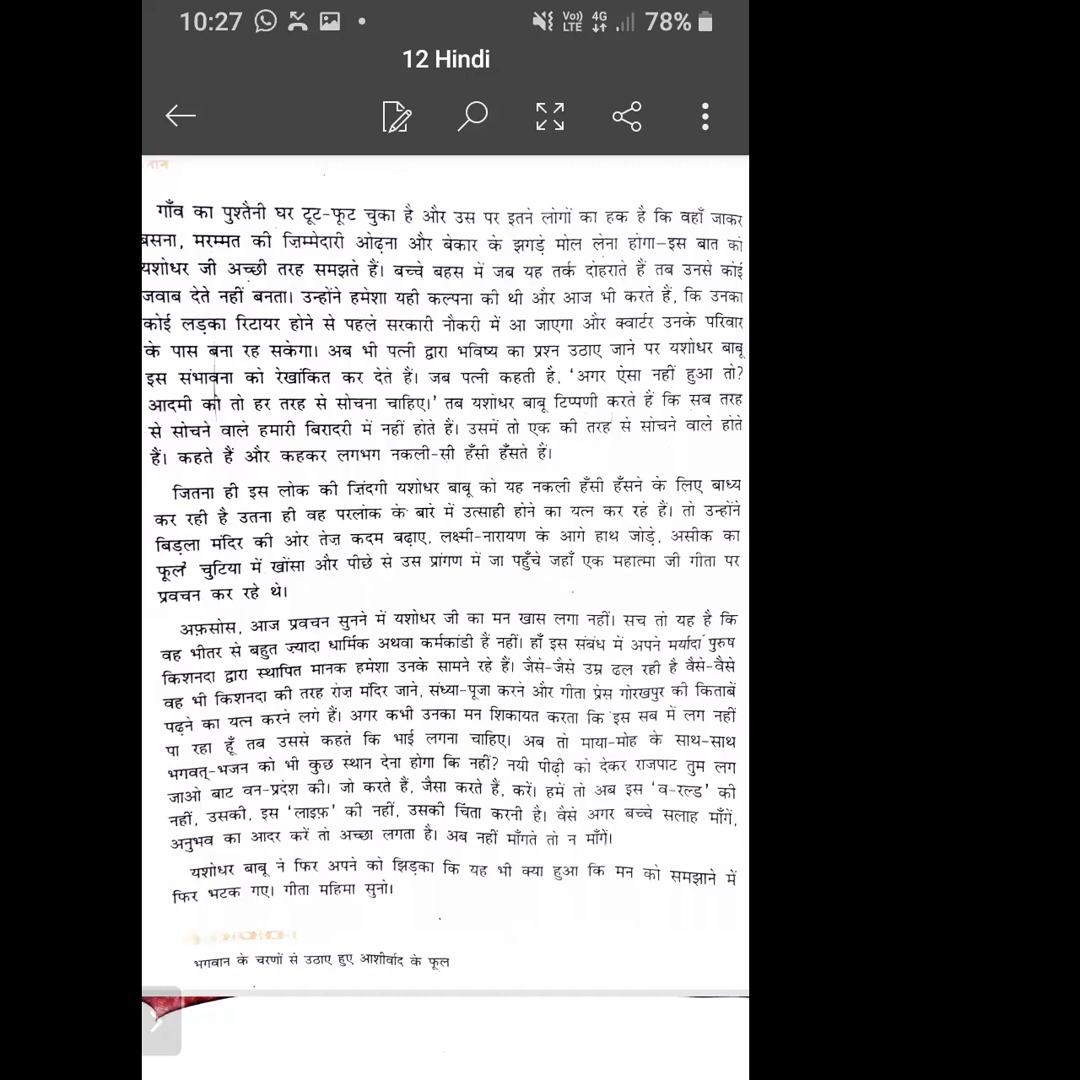 10:27
Vo)) LTE 4G 78%
12 Hindi
गाँव का पुश्तैनी घर टूट-फूट चुका है और उस पर इतने लोगों का हक है कि वहाँ जाकर
बसना, मरम्मत की ज़िम्मेदारी ओढ़ना और बेकार के झगड़े मोल लेना होगा–इस बात को
यशोधर जी अच्छी तरह समझते हैं। बच्चे बहस में जब यह तर्क दोहराते हैं तब उनसे कोई
जवाब देते नहीं बनता। उन्होंने हमेशा यही कल्पना की थी और आज भी करते हैं, कि उनका
कोई लड़का रिटायर होने से पहले सरकारी नौकरी में आ जाएगा और क्वार्टर उनके परिवार
के पास बना रह सकेगा। अब भी पत्नी द्वारा भविष्य का प्रश्न उठाए जाने पर यशोधर बाबू
इस संभावना को रेखांकित कर देते हैं। जब पत्नी कहती है, ‘अगर ऐसा नहीं हुआ तो?
आदमी को तो हर तरह से सोचना चाहिए।’ तब यशोधर बाबू टिप्पणी करते हैं कि सब तरह
से सोचने वाले हमारी बिरादरी में नहीं होते हैं। उसमें तो एक की तरह से सोचने वाले होते
हैं। कहते हैं और कहकर लगभग नकली-सी हँसी हँसते हैं।
जितना ही इस लोक की ज़िंदगी यशोधर बाबू को यह नकली हँसी हँसने के लिए बाध्य
कर रही है उतना ही वह परलोक के बारे में उत्साही होने का यत्न कर रहे हैं। तो उन्होंने
बिड़ला मंदिर की ओर तेज़ कदम बढ़ाए, लक्ष्मी-नारायण के आगे हाथ जोड़े, असीक का
फूल चुटिया में खोंसा और पीछे से उस प्रांगण में जा पहुँचे जहाँ एक महात्मा जी गीता पर
प्रवचन कर रहे थे।
अफ़सोस, आज प्रवचन सुनने में यशोधर जी का मन खास लगा नहीं। सच तो यह है कि
वह भीतर से बहुत ज्यादा धार्मिक अथवा कर्मकांडी हैं नहीं। हाँ इस संबंध में अपने मर्यादा पुरुष
किशनदा द्वारा स्थापित मानक हमेशा उनके सामने रहे हैं। जैसे-जैसे उम्र ढल रही है वैसे-वैसे
वह भी किशनदा की तरह रोज़ मंदिर जाने, संध्या-पूजा करने और गीता प्रेस गोरखपुर की किताबें
पढ़ने का यत्न करने लगे हैं। अगर कभी उनका मन शिकायत करता कि इस सब में लग नहीं
पा रहा हूँ तब उससे कहते कि भाई लगना चाहिए। अब तो माया-मोह के साथ-साथ
भगवत्-भजन को भी कुछ स्थान देना होगा कि नहीं? नयी पीढ़ी को देकर राजपाट तुम लग
जाओ बाट वन-प्रदेश की। जो करते हैं, जैसा करते हैं, करें। हमें तो अब इस ‘व-रल्ड’ की
नहीं, उसकी, इस ‘लाइफ़’ की नहीं, उसकी चिंता करनी है। वैसे अगर बच्चे सलाह माँगें,
अनुभव का आदर करें तो अच्छा लगता है। अब नहीं माँगते तो न माँगें।
यशोधर बाबू ने फिर अपने को झिड़का कि यह भी क्या हुआ कि मन को समझाने में
फिर भटक गए। गीता महिमा सुनो।
भगवान के चरणों से उठाए हुए आशीर्वाद के फूल